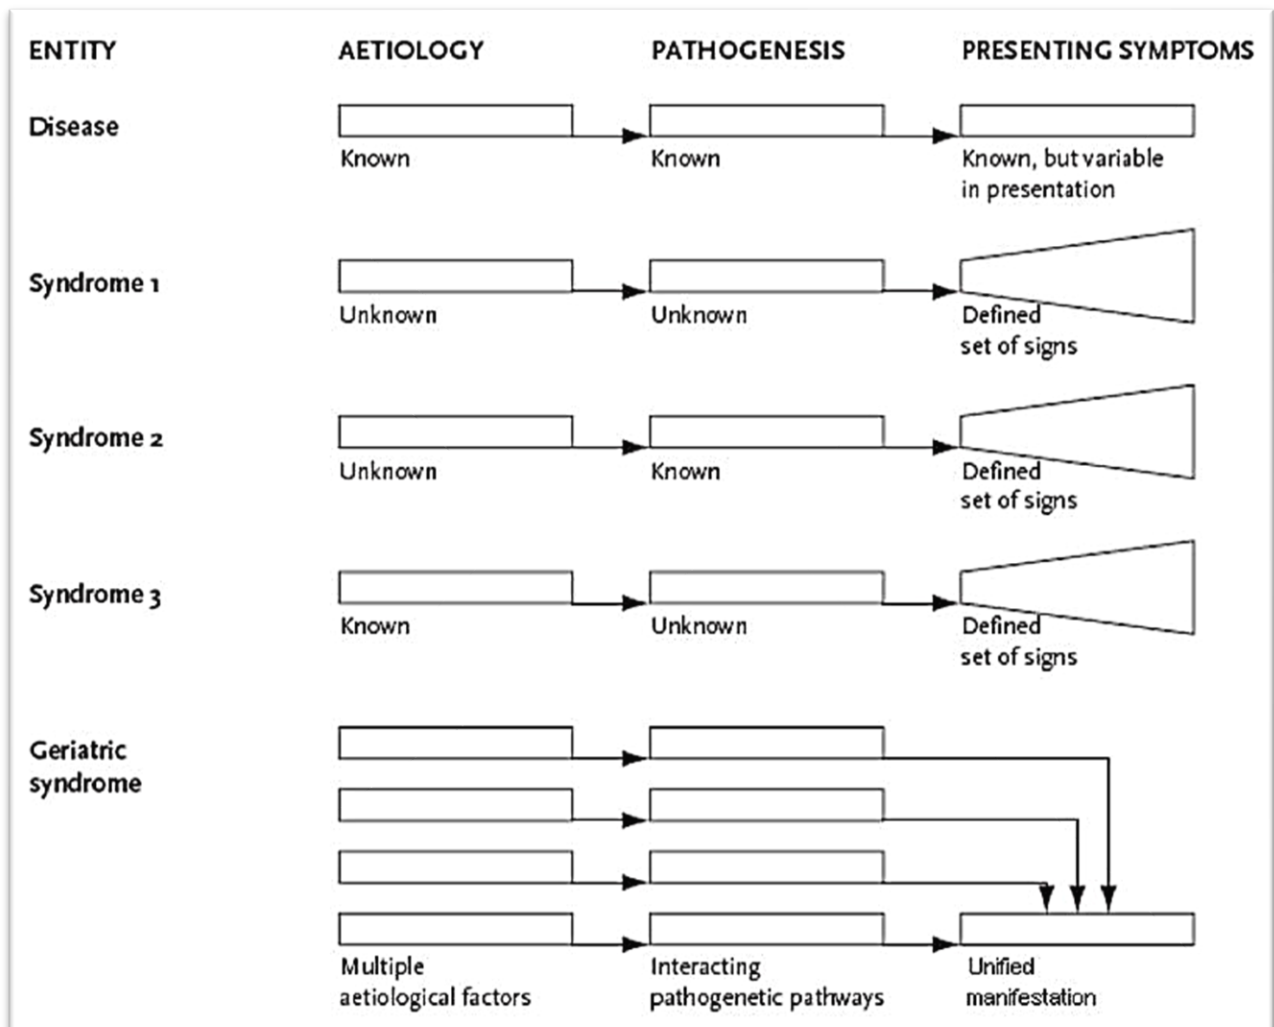 ENTITY AETIOLOGY PATHOGENESIS PRESENTING SYMPTOMS
Disease
Known Known Known, but variable
in presentation
Syndrome 1
Unknown Unknown Defined
set of signs
Syndrome 2
Unknown Known Defined
set of signs
Syndrome 3
Known Unknown Defined
set of signs
Geriatric
syndrome
Multiple Interacting Unified
aetiological factors pathogenetic pathways manifestation